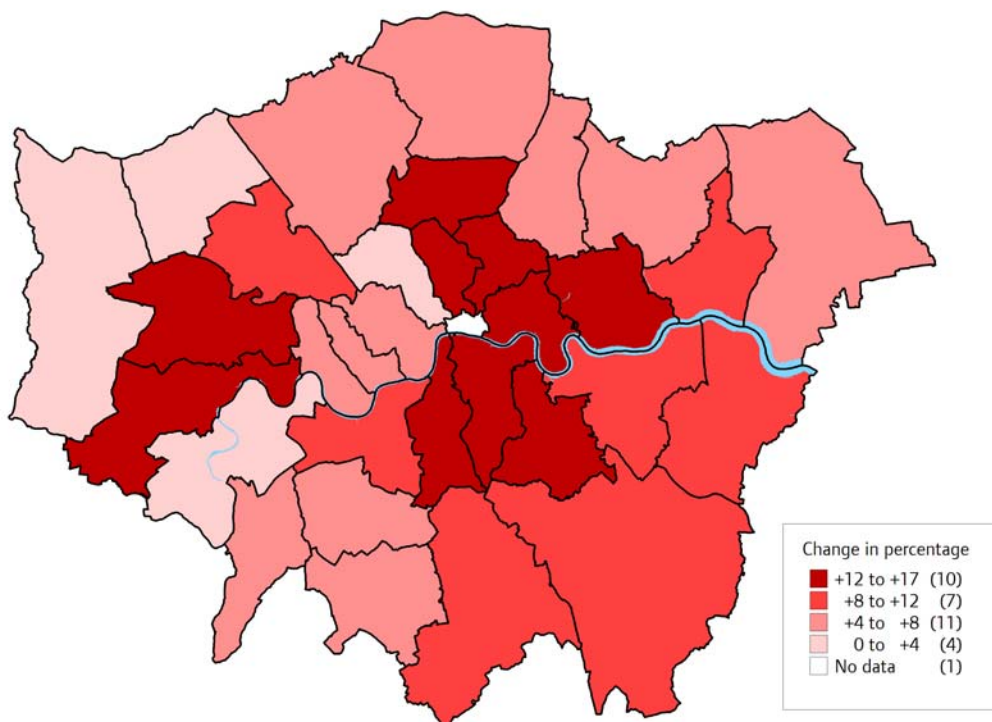 Change in percentage
+12 to +17 (10)
+8 to +12 (7)
+4 to +8 (11)
0 to +4 (4)
No data (1)